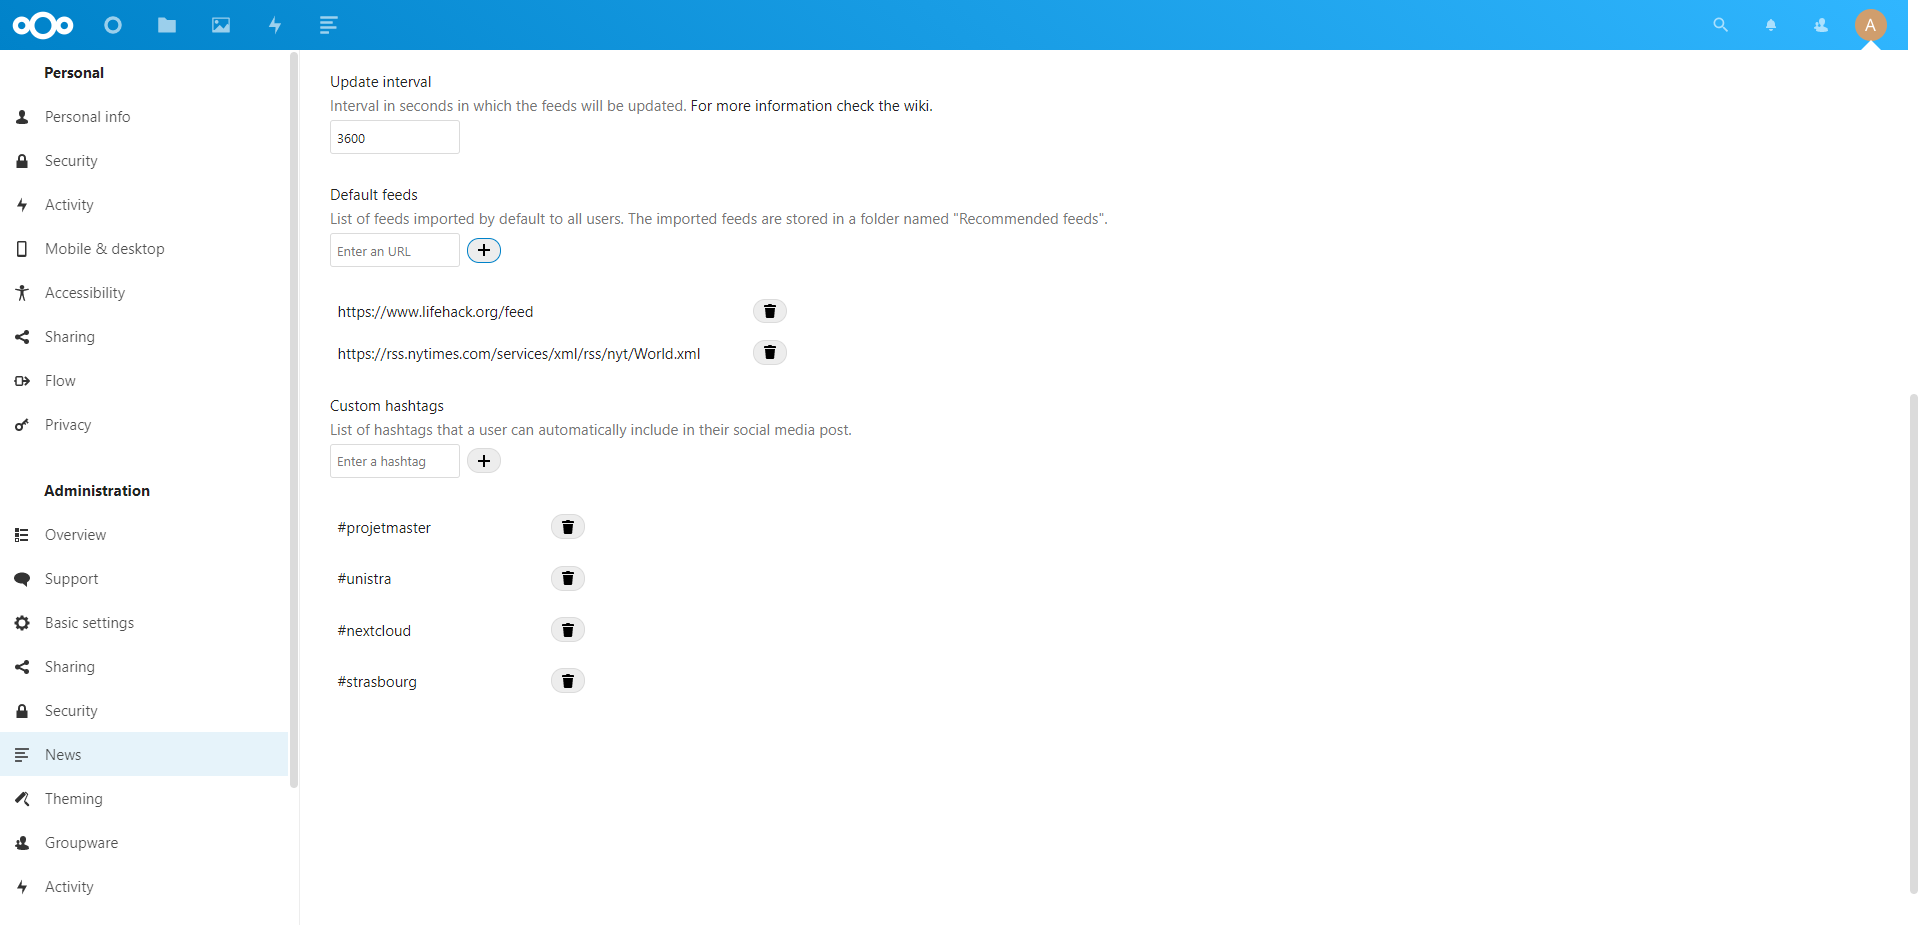 A
Personal
Personal info
Security
Activity
Mobile & desktop
Accessibility
Sharing
Flow
Privacy
Administration
Overview
Support
Basic settings
Sharing
Security
News
Theming
Groupware
Activity
Update interval
Interval in seconds in which the feeds will be updated. For more information check the wiki.
3600
Default feeds
List of feeds imported by default to all users. The imported feeds are stored in a folder named "Recommended feeds".
Enter an URL
https://www.lifehack.org/feed
https://rss.nytimes.com/services/xml/rss/nyt/World.xml
Custom hashtags
List of hashtags that a user can automatically include in their social media post.
Enter a hashtag
#projetmaster
#unistra
#nextcloud
#strasbourg